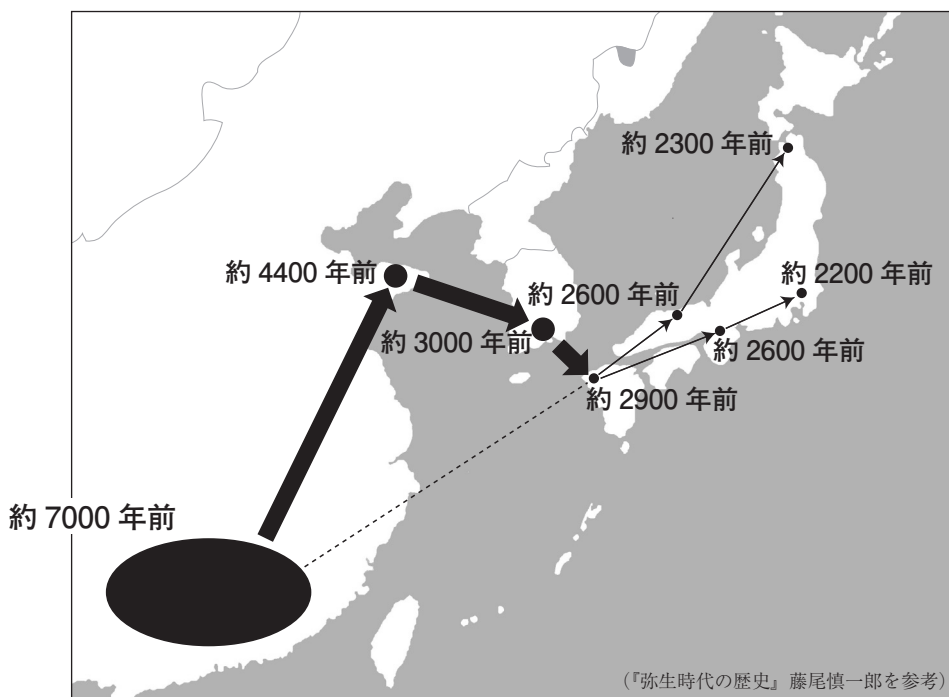 約 2300 年前
約 4400 年前
約 2200 年前
約 2600 年前
約 3000 年前
約 2600 年前
約 2900 年前
約 7000 年前
(『弥生時代の歴史』藤尾慎一郎を参考)